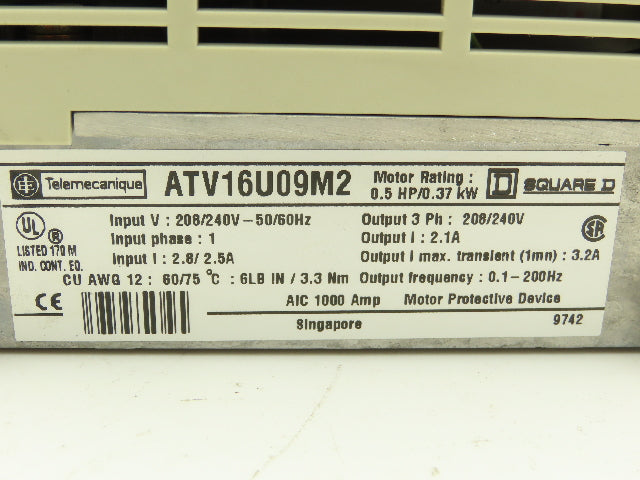 Telemecanique ATV16U09M2 Motor Rating : 0.5 HP/0.37 kW D SQUARE D
UL
LISTED 170 M
IND. CONT. EQ.
Input V : 208/240V-50/60Hz
Input phase : 1
Input I : 2.8/ 2.5A
Output 3 Ph : 208/240V
Output I : 2.1A
Output I max. transient (1mn) : 3.2A
CU AWG 12 : 60/75 °C : 6LB IN / 3.3 Nm Output frequency : 0.1-200Hz
SA
CE
AIC 1000 Amp Motor Protective Device
Singapore 9742